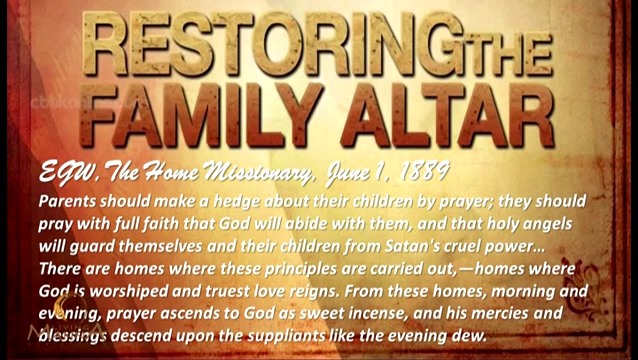 RESTORING THE
FAMILY ALTAR
EGW, The Home Missionary, June 1, 1889
Parents should make a hedge about their children by prayer; they should
pray with full faith that God will abide with them, and that holy angels
will guard themselves and their children from Satan's cruel power...
There are homes where these principles are carried out,—homes where
God is worshiped and truest love reigns. From these homes, morning and
evening, prayer ascends to God as sweet incense, and his mercies and
blessings descend upon the suppliants like the evening dew.